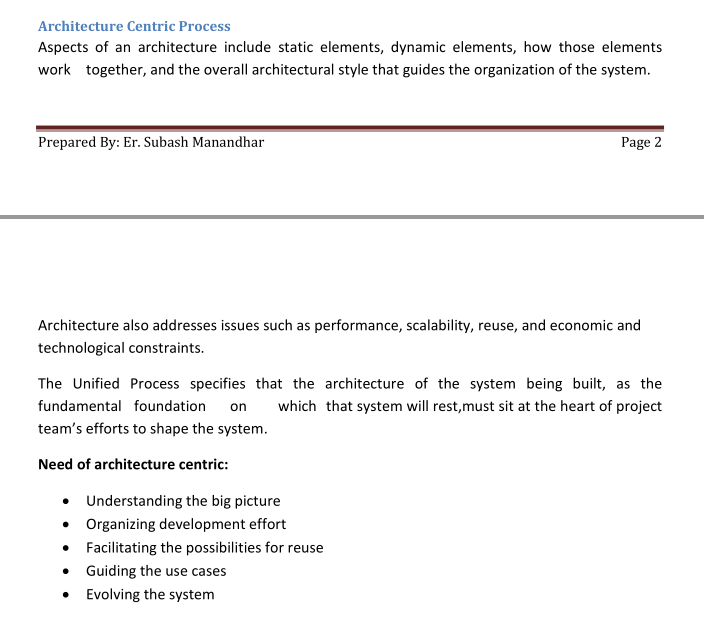 Architecture Centric Process
Aspects of an architecture include static elements, dynamic elements, how those elements
work together, and the overall architectural style that guides the organization of the system.
Prepared By: Er. Subash Manandhar Page 2
Architecture also addresses issues such as performance, scalability, reuse, and economic and
technological constraints.
The Unified Process specifies that the architecture of the system being built, as the
fundamental foundation on which that system will rest,must sit at the heart of project
team’s efforts to shape the system.
Need of architecture centric:
• Understanding the big picture
• Organizing development effort
• Facilitating the possibilities for reuse
• Guiding the use cases
• Evolving the system